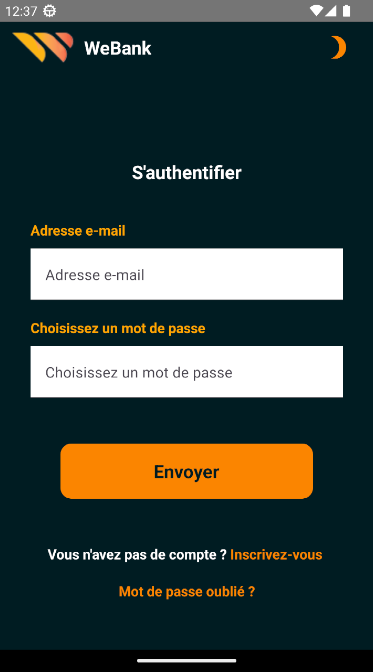 12:37
WeBank
S'authentifier
Adresse e-mail
Adresse e-mail
Choisissez un mot de passe
Choisissez un mot de passe
Envoyer
Vous n'avez pas de compte ? Inscrivez-vous
Mot de passe oublié ?